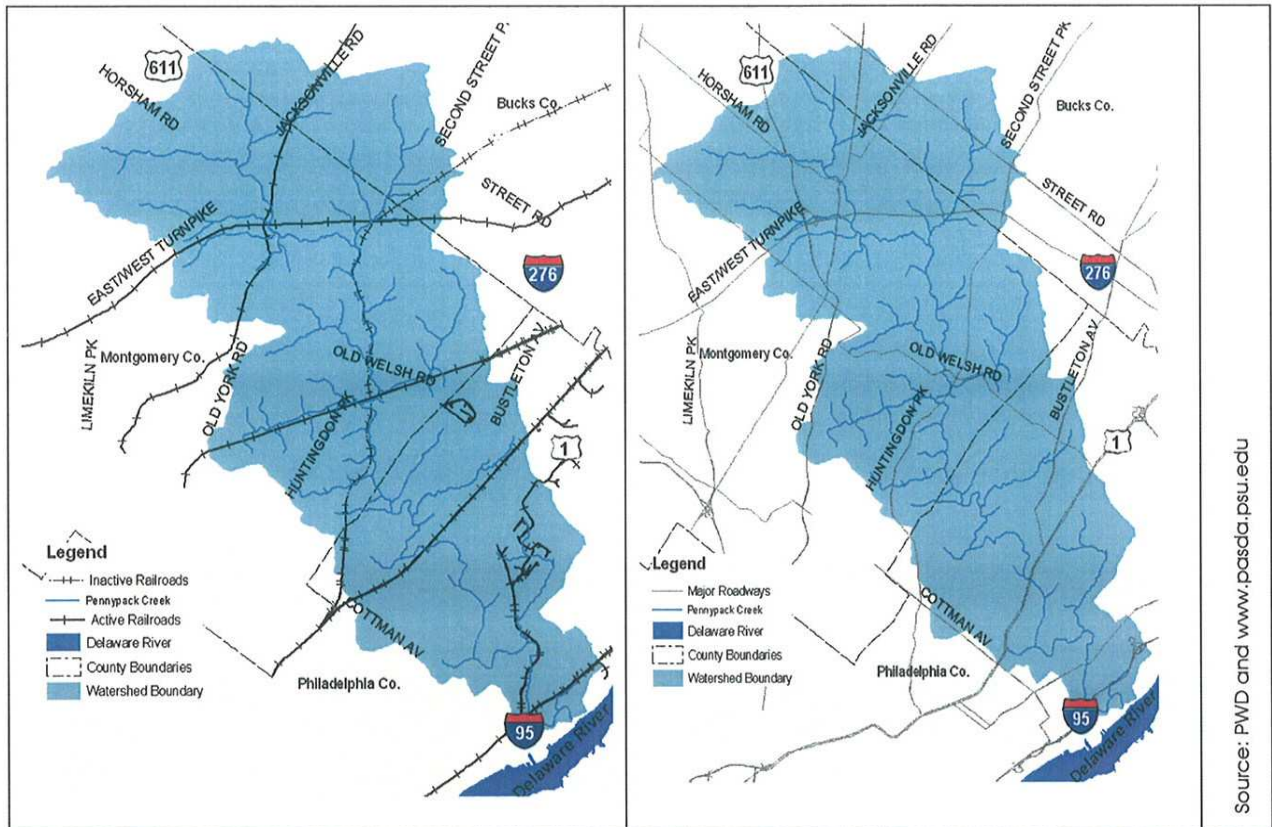 611
HORSHAM RD
JACKSONVILLE RD
SECOND STREET P
Bucks Co.
STREET RD
EAST/WEST TURNPIKE
276
LIMEKILN PK
Montgomery Co.
OLD YORK RD
OLD WELSH RD
BUSTLETON AV
HUNTINGDON PK
1
Legend
Inactive Railroads
Pennypack Creek
Active Railroads
Delaware River
County Boundaries
Watershed Boundary
COTTMAN AV
Philadelphia Co.
95
Delaware River
611
HORSHAM RD
JACKSONVILLE RD
SECOND STREET PK
Bucks Co.
STREET RD
EAST/WEST TURNPIKE
276
LIMEKILN PK
Montgomery Co.
OLD YORK RD
OLD WELSH RD
BUSTLETON AV
HUNTINGDON PK
1
Legend
Major Roadways
Pennypack Creek
Delaware River
County Boundaries
Watershed Boundary
COTTMAN AV
Philadelphia Co.
95
Delaware River
Source: PWD and www.pasda.psu.edu